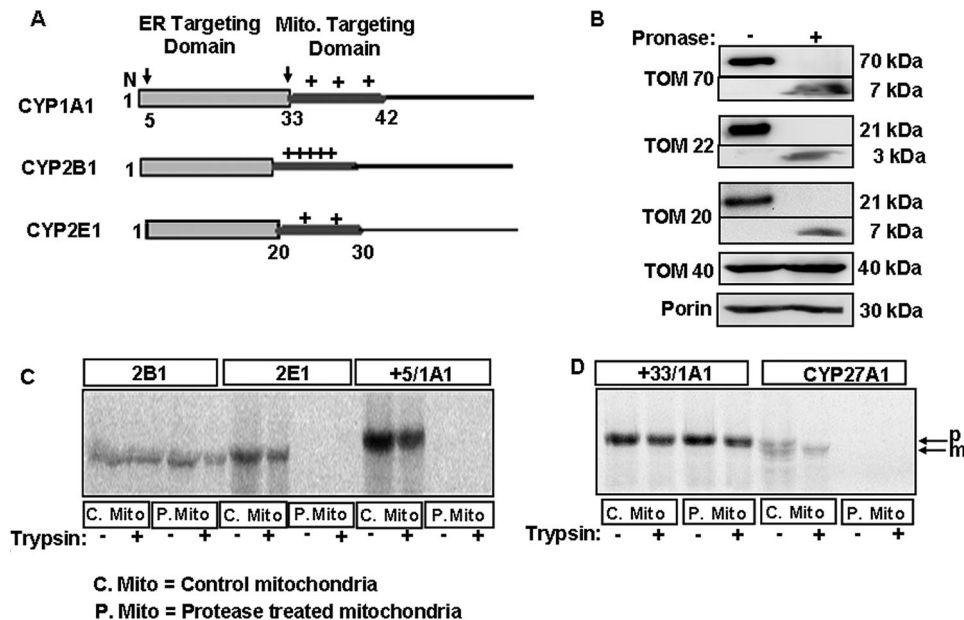 A
ER Targeting Domain
Mito. Targeting Domain
N
+ + +
CYP1A1
1
5
33
42
+++++
CYP2B1
1
+ +
CYP2E1
1
20
30
B
Pronase: - +
TOM 70
70 kDa
7 kDa
TOM 22
21 kDa
3 kDa
TOM 20
21 kDa
7 kDa
TOM 40
40 kDa
Porin
30 kDa
C
2B1 2E1 +5/1A1
C. Mito P. Mito C. Mito P. Mito C. Mito P. Mito
Trypsin: - + - + - + - + - + - +
D
+33/1A1 CYP27A1
p
m
C. Mito P. Mito C. Mito P. Mito
Trypsin: - + - + - + - +
C. Mito = Control mitochondria
P. Mito = Protease treated mitochondria